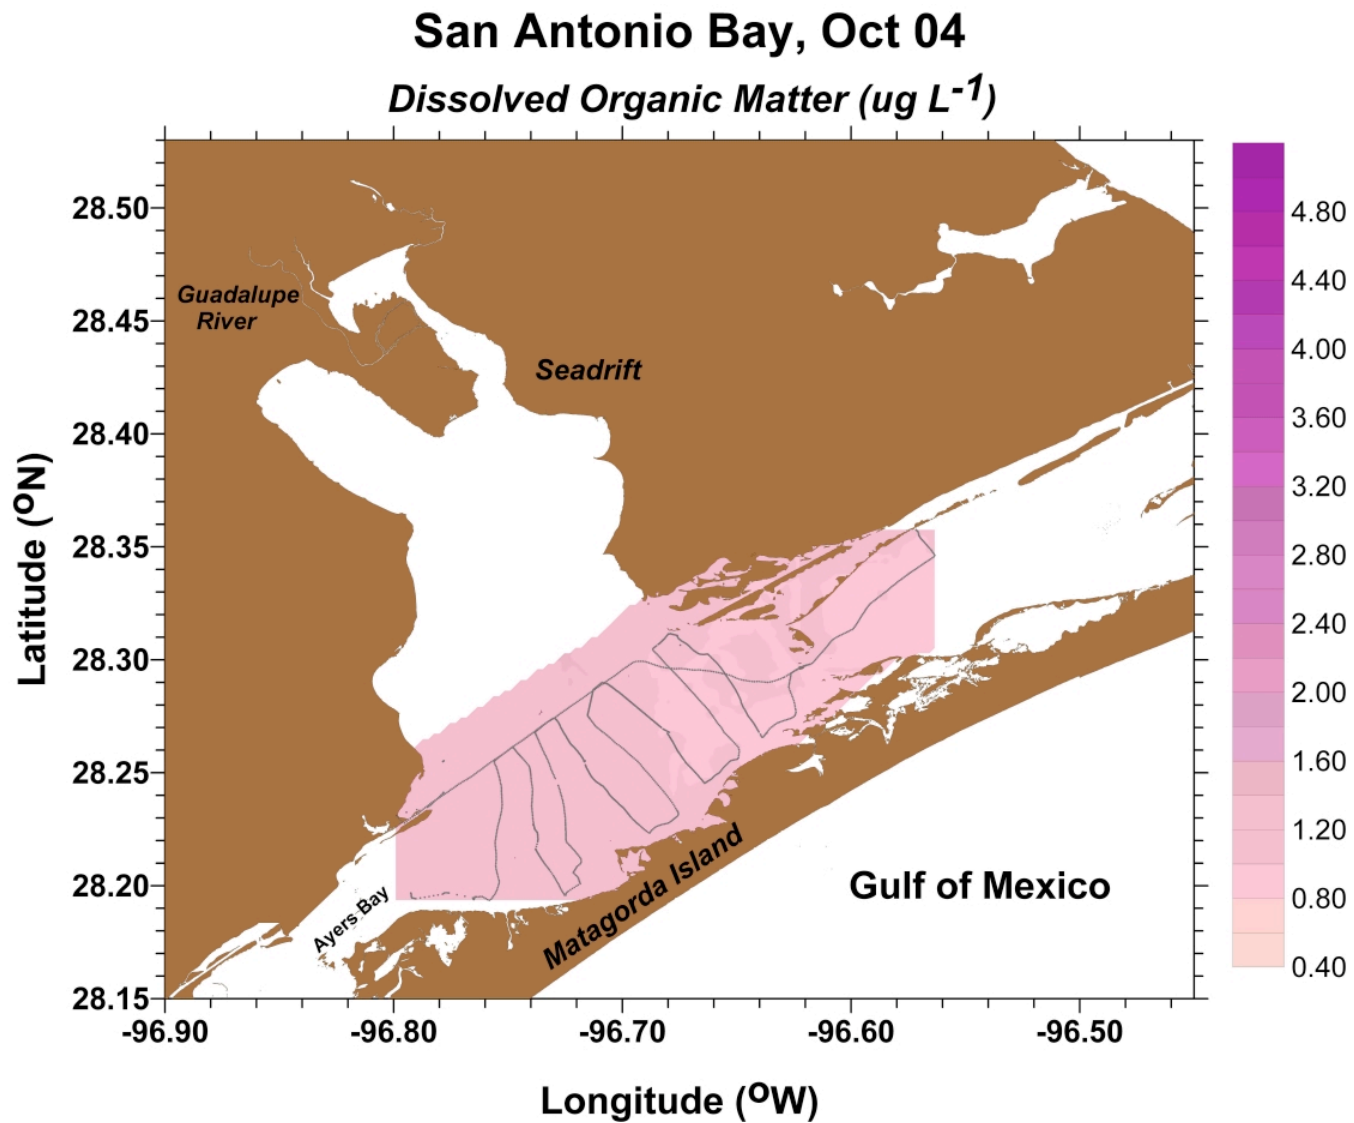 San Antonio Bay, Oct 04
Dissolved Organic Matter (ug L-1)
28.50
28.45
28.40
28.35
28.30
28.25
28.20
28.15
Latitude (oN)
Guadalupe
River
Seadrift
Ayers Bay
Matagorda Island
Gulf of Mexico
4.80
4.40
4.00
3.60
3.20
2.80
2.40
2.00
1.60
1.20
0.80
0.40
-96.90
-96.80
-96.70
-96.60
-96.50
Longitude (oW)